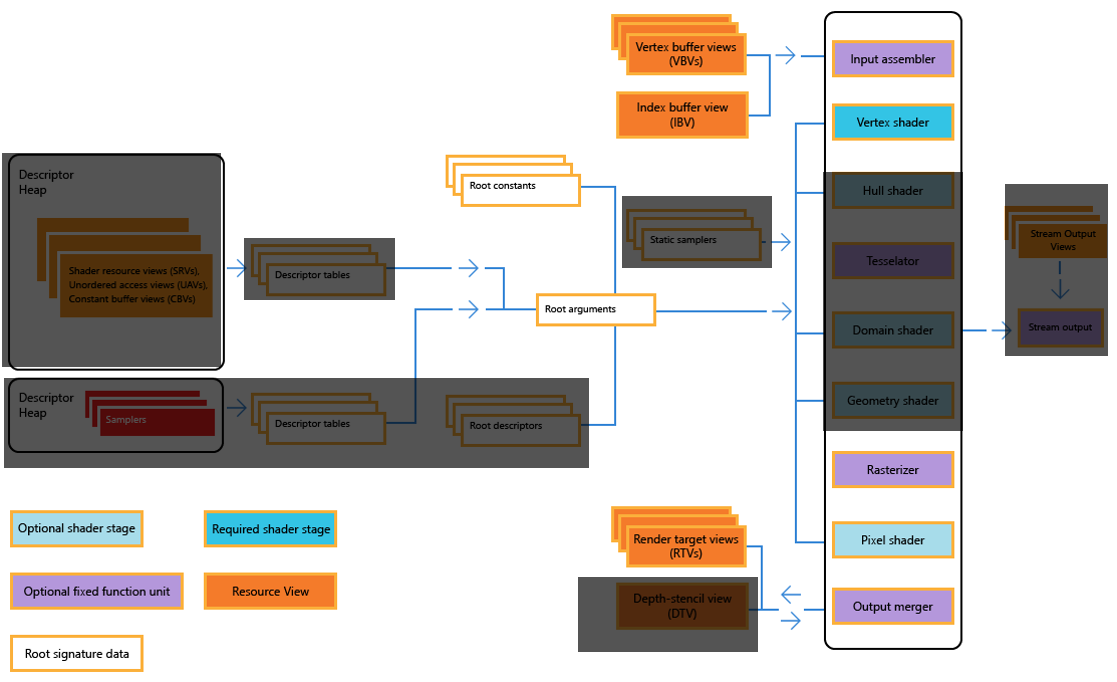 Vertex buffer views
(VBVs)
Index buffer view
(IBV)
Input assembler
Vertex shader
Descriptor
Heap
Shader resource views (SRVs),
Unordered access views (UAVs),
Constant buffer views (CBVs)
Descriptor tables
Root constants
Static samplers
Root arguments
Hull shader
Tesselator
Domain shader
Geometry shader
Stream Output
Views
Stream output
Descriptor
Heap
Samplers
Descriptor tables
Root descriptors
Rasterizer
Pixel shader
Output merger
Render target views
(RTVs)
Depth-stencil view
(DTV)
Optional shader stage
Required shader stage
Optional fixed function unit
Resource View
Root signature data